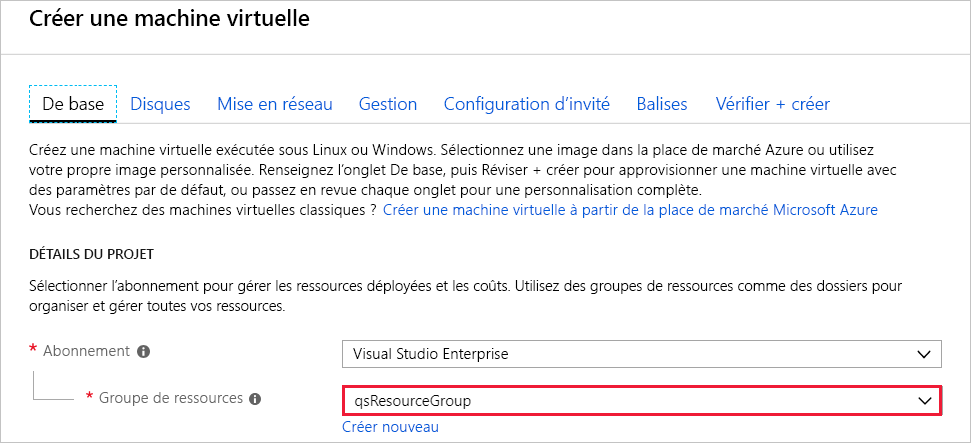 Créer une machine virtuelle
De base Disques Mise en réseau Gestion Configuration d’invité Balises Vérifier + créer
Créez une machine virtuelle exécutée sous Linux ou Windows. Sélectionnez une image dans la place de marché Azure ou utilisez
votre propre image personnalisée. Renseignez l’onglet De base, puis Réviser + créer pour approvisionner une machine virtuelle avec
des paramètres par défaut, ou passez en revue chaque onglet pour une personnalisation complète.
Vous recherchez des machines virtuelles classiques ? Créer une machine virtuelle à partir de la place de marché Microsoft Azure
DÉTAILS DU PROJET
Sélectionner l’abonnement pour gérer les ressources déployées et les coûts. Utilisez des groupes de ressources comme des dossiers pour
organiser et gérer toutes vos ressources.
* Abonnement Visual Studio Enterprise
* Groupe de ressources qsResourceGroup
Créer nouveau